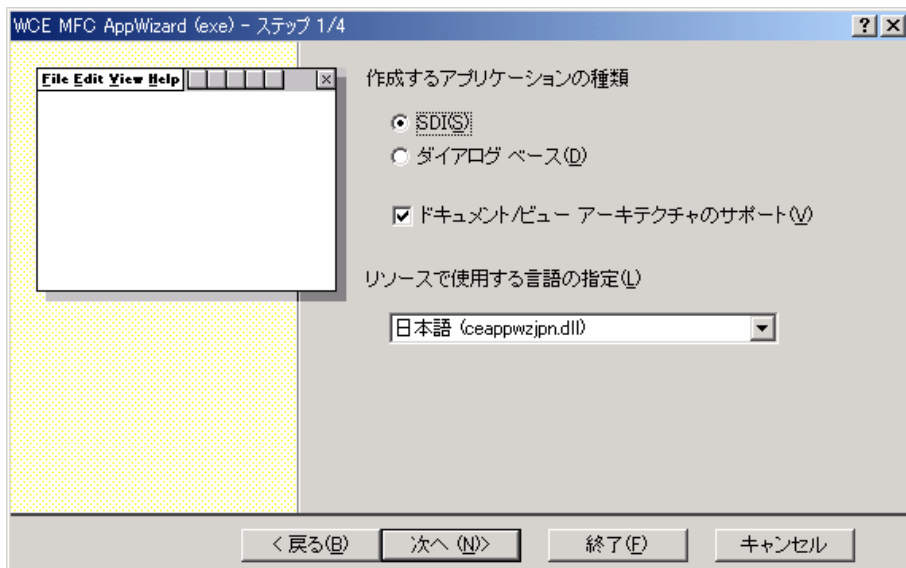 WCE MFC AppWizard (exe) - ステップ 1/4
File Edit View Help
作成するアプリケーションの種類
SDI(S)
ダイアログ ベース(D)
ドキュメント/ビュー アーキテクチャのサポート(V)
リソースで使用する言語の指定(L)
日本語 (ceappwzjpn.dll)
< 戻る(B)
次へ (N)>
終了(F)
キャンセル